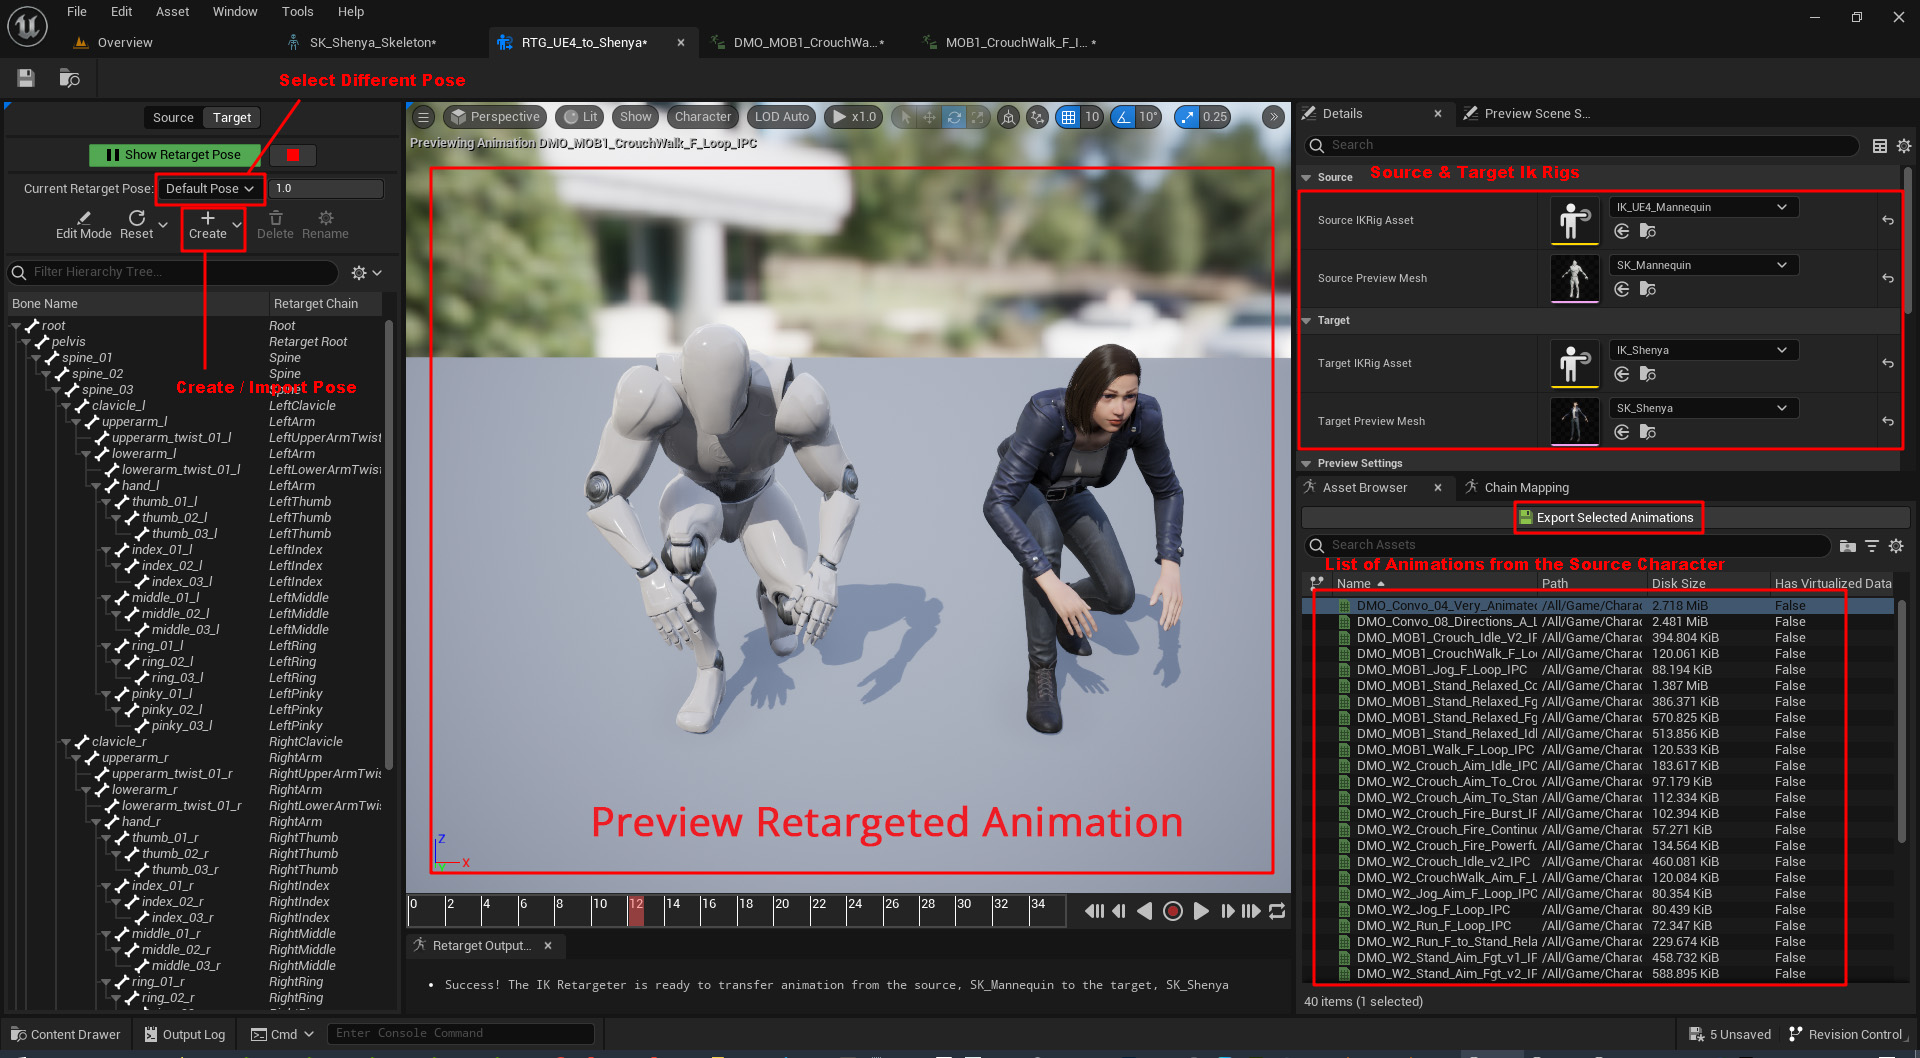 File Edit Asset Window Tools Help
Overview SK_Shenya_Skeleton* RTG_UE4_to_Shenya* DMO_MOB1_CrouchWa...* MOB1_CrouchWalk_F_I... *
Select Different Pose
Source Target
Show Retarget Pose
Current Retarget Pose: Default Pose 1.0
Edit Mode Reset Create Delete Rename
Filter Hierarchy Tree...
Bone Name Retarget Chain
root Root
pelvis Retarget Root
spine_01 Spine
spine_02 Spine
spine_03
Create / Import Pose
clavicle_l LeftClavicle
upperarm_l LeftArm
upperarm_twist_01_l LeftUpperArmTwist
lowerarm_l LeftArm
lowerarm_twist_01_l LeftLowerArmTwist
hand_l LeftArm
thumb_01_l LeftThumb
thumb_02_l LeftThumb
thumb_03_l LeftThumb
index_01_l LeftIndex
index_02_l LeftIndex
index_03_l LeftIndex
middle_01_l LeftMiddle
middle_02_l LeftMiddle
middle_03_l LeftMiddle
ring_01_l LeftRing
ring_02_l LeftRing
ring_03_l LeftRing
pinky_01_l LeftPinky
pinky_02_l LeftPinky
pinky_03_l LeftPinky
clavicle_r RightClavicle
upperarm_r RightArm
upperarm_twist_01_r RightUpperArmTwis
lowerarm_r RightArm
lowerarm_twist_01_r RightLowerArmTwi
hand_r RightArm
thumb_01_r RightThumb
thumb_02_r RightThumb
thumb_03_r RightThumb
index_01_r RightIndex
index_02_r RightIndex
index_03_r RightIndex
middle_01_r RightMiddle
middle_02_r RightMiddle
middle_03_r RightMiddle
ring_01_r RightRing
ring_02_r RightRing
Perspective Lit Show Character LOD Auto x1.0 10 10° 0.25
Previewing Animation DMO_MOB1_CrouchWalk_F_Loop_IPC
Preview Retargeted Animation
Z
X
0 2 4 6 8 10 12 14 16 18 20 22 24 26 28 30 32 34
Retarget Output...
• Success! The IK Retargeter is ready to transfer animation from the source, SK_Mannequin to the target, SK_Shenya
Details Preview Scene S...
Search
Source Source & Target Ik Rigs
Source IKRig Asset IK_UE4_Mannequin
Source Preview Mesh SK_Mannequin
Target
Target IKRig Asset IK_Shenya
Target Preview Mesh SK_Shenya
Preview Settings
Asset Browser Chain Mapping
Export Selected Animations
Search Assets
List of Animations from the Source Character
Name Path Disk Size Has Virtualized Data
DMO_Convo_04_Very_Animated /All/Game/Charac 2.718 MiB False
DMO_Convo_08_Directions_A_L /All/Game/Charac 2.481 MiB False
DMO_MOB1_Crouch_Idle_V2_IP /All/Game/Charac 394.804 KiB False
DMO_MOB1_CrouchWalk_F_Loo /All/Game/Charac 120.061 KiB False
DMO_MOB1_Jog_F_Loop_IPC /All/Game/Charac 88.194 KiB False
DMO_MOB1_Stand_Relaxed_Co /All/Game/Charac 1.387 MiB False
DMO_MOB1_Stand_Relaxed_Fg /All/Game/Charac 386.371 KiB False
DMO_MOB1_Stand_Relaxed_Fg /All/Game/Charac 570.825 KiB False
DMO_MOB1_Stand_Relaxed_Idl /All/Game/Charac 513.856 KiB False
DMO_MOB1_Walk_F_Loop_IPC /All/Game/Charac 120.533 KiB False
DMO_W2_Crouch_Aim_Idle_IPC /All/Game/Charac 183.617 KiB False
DMO_W2_Crouch_Aim_To_Crou /All/Game/Charac 97.179 KiB False
DMO_W2_Crouch_Aim_To_Stan /All/Game/Charac 112.334 KiB False
DMO_W2_Crouch_Fire_Burst_IP /All/Game/Charac 102.394 KiB False
DMO_W2_Crouch_Fire_Continuo /All/Game/Charac 57.271 KiB False
DMO_W2_Crouch_Fire_Powerfu /All/Game/Charac 134.564 KiB False
DMO_W2_Crouch_Idle_v2_IPC /All/Game/Charac 460.081 KiB False
DMO_W2_CrouchWalk_Aim_F_L /All/Game/Charac 120.084 KiB False
DMO_W2_Jog_Aim_F_Loop_IPC /All/Game/Charac 80.354 KiB False
DMO_W2_Jog_F_Loop_IPC /All/Game/Charac 80.439 KiB False
DMO_W2_Run_F_Loop_IPC /All/Game/Charac 72.347 KiB False
DMO_W2_Run_F_to_Stand_Rela /All/Game/Charac 229.674 KiB False
DMO_W2_Stand_Aim_Fgt_v1_IP /All/Game/Charac 458.732 KiB False
DMO_W2_Stand_Aim_Fgt_v2_IP /All/Game/Charac 588.895 KiB False
40 items (1 selected)
Content Drawer Output Log Cmd Enter Console Command 5 Unsaved Revision Control